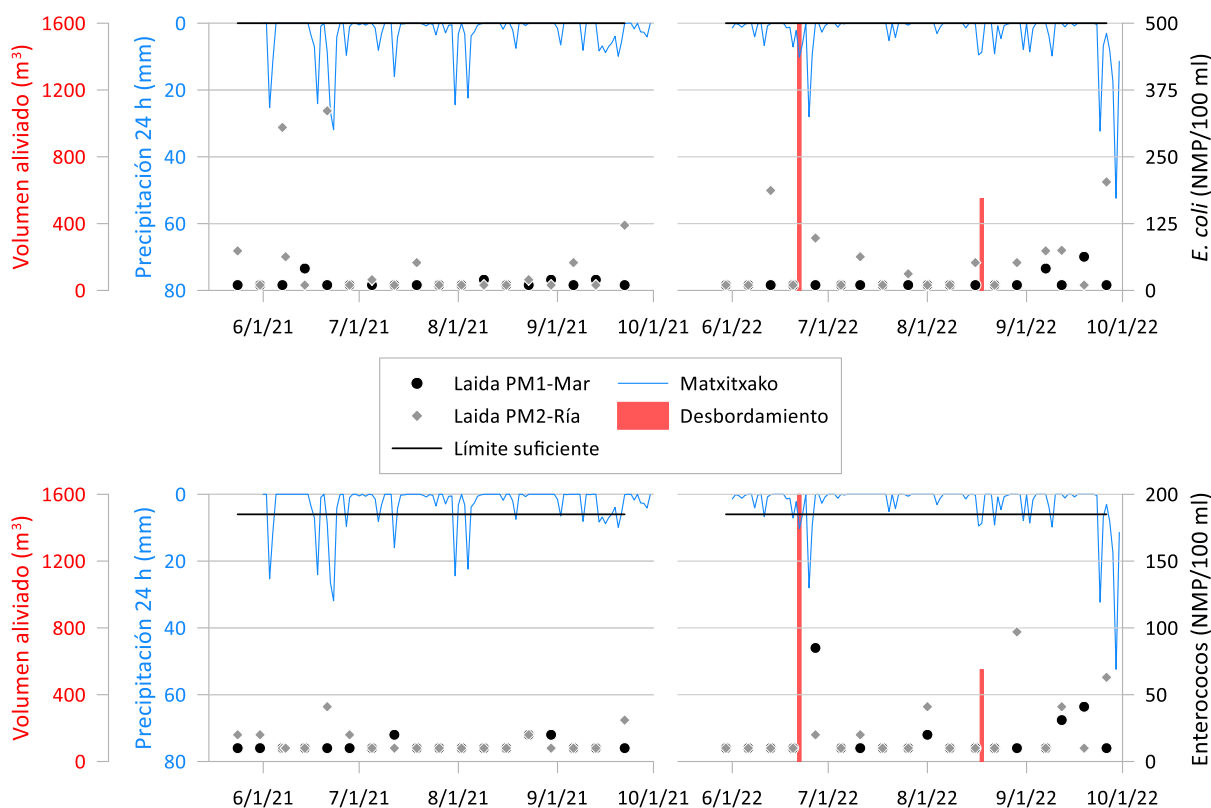 Volumen aliviado (m³)
0
400
800
1200
1600
Precipitación 24 h (mm)
0
20
40
60
80
500
375
250
125
0
E. coli (NMP/100 ml)
6/1/21 7/1/21 8/1/21 9/1/21 10/1/21 6/1/22 7/1/22 8/1/22 9/1/22 10/1/22
Laida PM1-Mar Matxitxako
Laida PM2-Ría Desbordamiento
Límite suficiente
Volumen aliviado (m³)
1600
1200
800
400
0
Precipitación 24 h (mm)
0
20
40
60
80
200
150
100
50
0
Enterococos (NMP/100 ml)
6/1/21 7/1/21 8/1/21 9/1/21 10/1/21 6/1/22 7/1/22 8/1/22 9/1/22 10/1/22